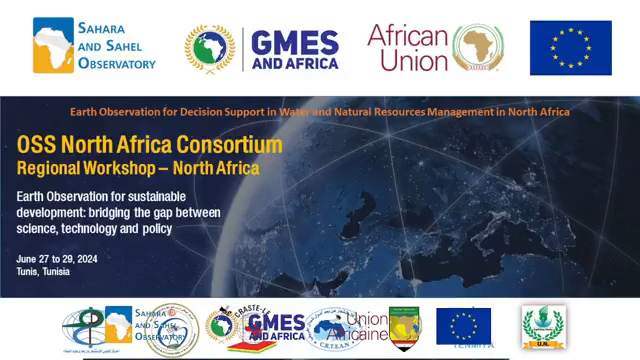 SAHARA
AND SAHEL
OBSERVATORY
GMES
AND AFRICA
African
Union
Earth Observation for Decision Support in Water and Natural Resources Management in North Africa
OSS North Africa Consortium
Regional Workshop – North Africa
Earth Observation for sustainable
development: bridging the gap between
science, technology and policy
June 27 to 29, 2024
Tunis, Tunisia
SAHARA
AND SAHEL
OBSERVATORY
CRASTE-LF
GMES
AND AFRICA
CRTEAN
Union
Africaine
U.N.